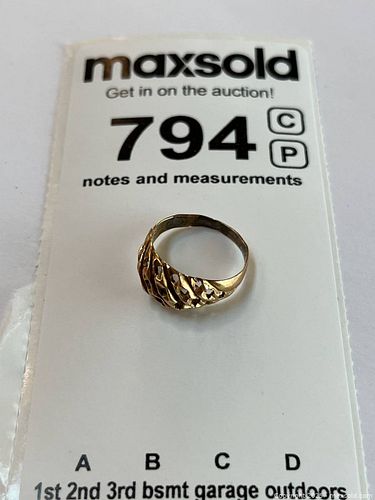 maxsold
Get in on the auction!
794 C
P
notes and measurements
A B C D
1st 2nd 3rd bsmt garage outdoors